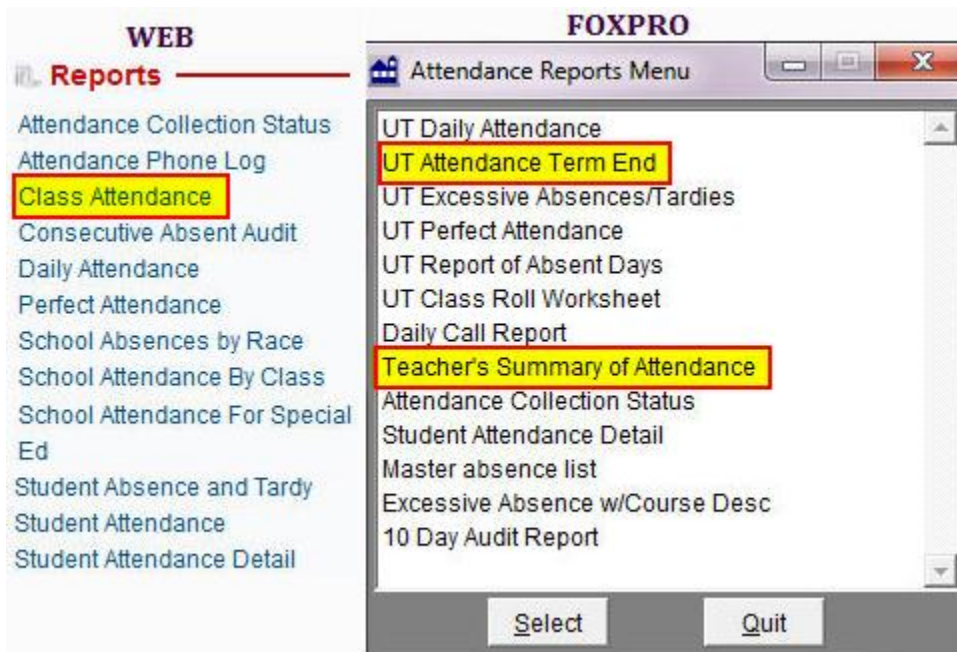 WEB
Reports
Attendance Collection Status
Attendance Phone Log
Class Attendance
Consecutive Absent Audit
Daily Attendance
Perfect Attendance
School Absences by Race
School Attendance By Class
School Attendance For Special
Ed
Student Absence and Tardy
Student Attendance
Student Attendance Detail
FOXPRO
Attendance Reports Menu
UT Daily Attendance
UT Attendance Term End
UT Excessive Absences/Tardies
UT Perfect Attendance
UT Report of Absent Days
UT Class Roll Worksheet
Daily Call Report
Teacher's Summary of Attendance
Attendance Collection Status
Student Attendance Detail
Master absence list
Excessive Absence w/Course Desc
10 Day Audit Report
Select
Quit